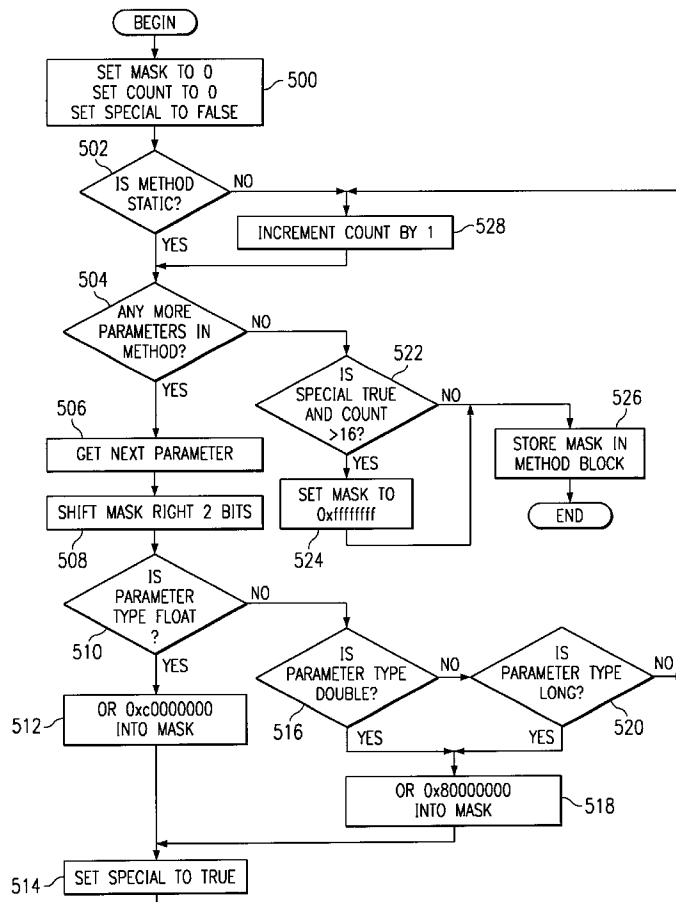 BEGIN
SET MASK TO 0
SET COUNT TO 0
SET SPECIAL TO FALSE
500
502
IS METHOD
STATIC?
NO
YES
INCREMENT COUNT BY 1
528
504
ANY MORE
PARAMETERS IN
METHOD?
NO
YES
522
IS
SPECIAL TRUE
AND COUNT
>16?
NO
YES
526
STORE MASK IN
METHOD BLOCK
END
506
GET NEXT PARAMETER
SET MASK TO
0xffffffff
524
SHIFT MASK RIGHT 2 BITS
508
IS
PARAMETER
TYPE FLOAT
?
NO
510
YES
IS
PARAMETER TYPE
DOUBLE?
NO
516
YES
IS
PARAMETER TYPE
LONG?
NO
520
YES
512
OR 0xc0000000
INTO MASK
OR 0x80000000
INTO MASK
518
514
SET SPECIAL TO TRUE